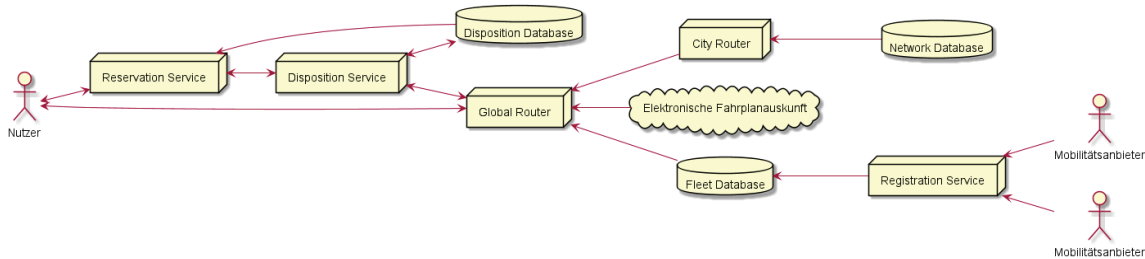 Nutzer
Reservation Service
Disposition Service
Disposition Database
Global Router
City Router
Elektronische Fahrplanauskunft
Fleet Database
Network Database
Registration Service
Mobilitätsanbieter
Mobilitätsanbieter